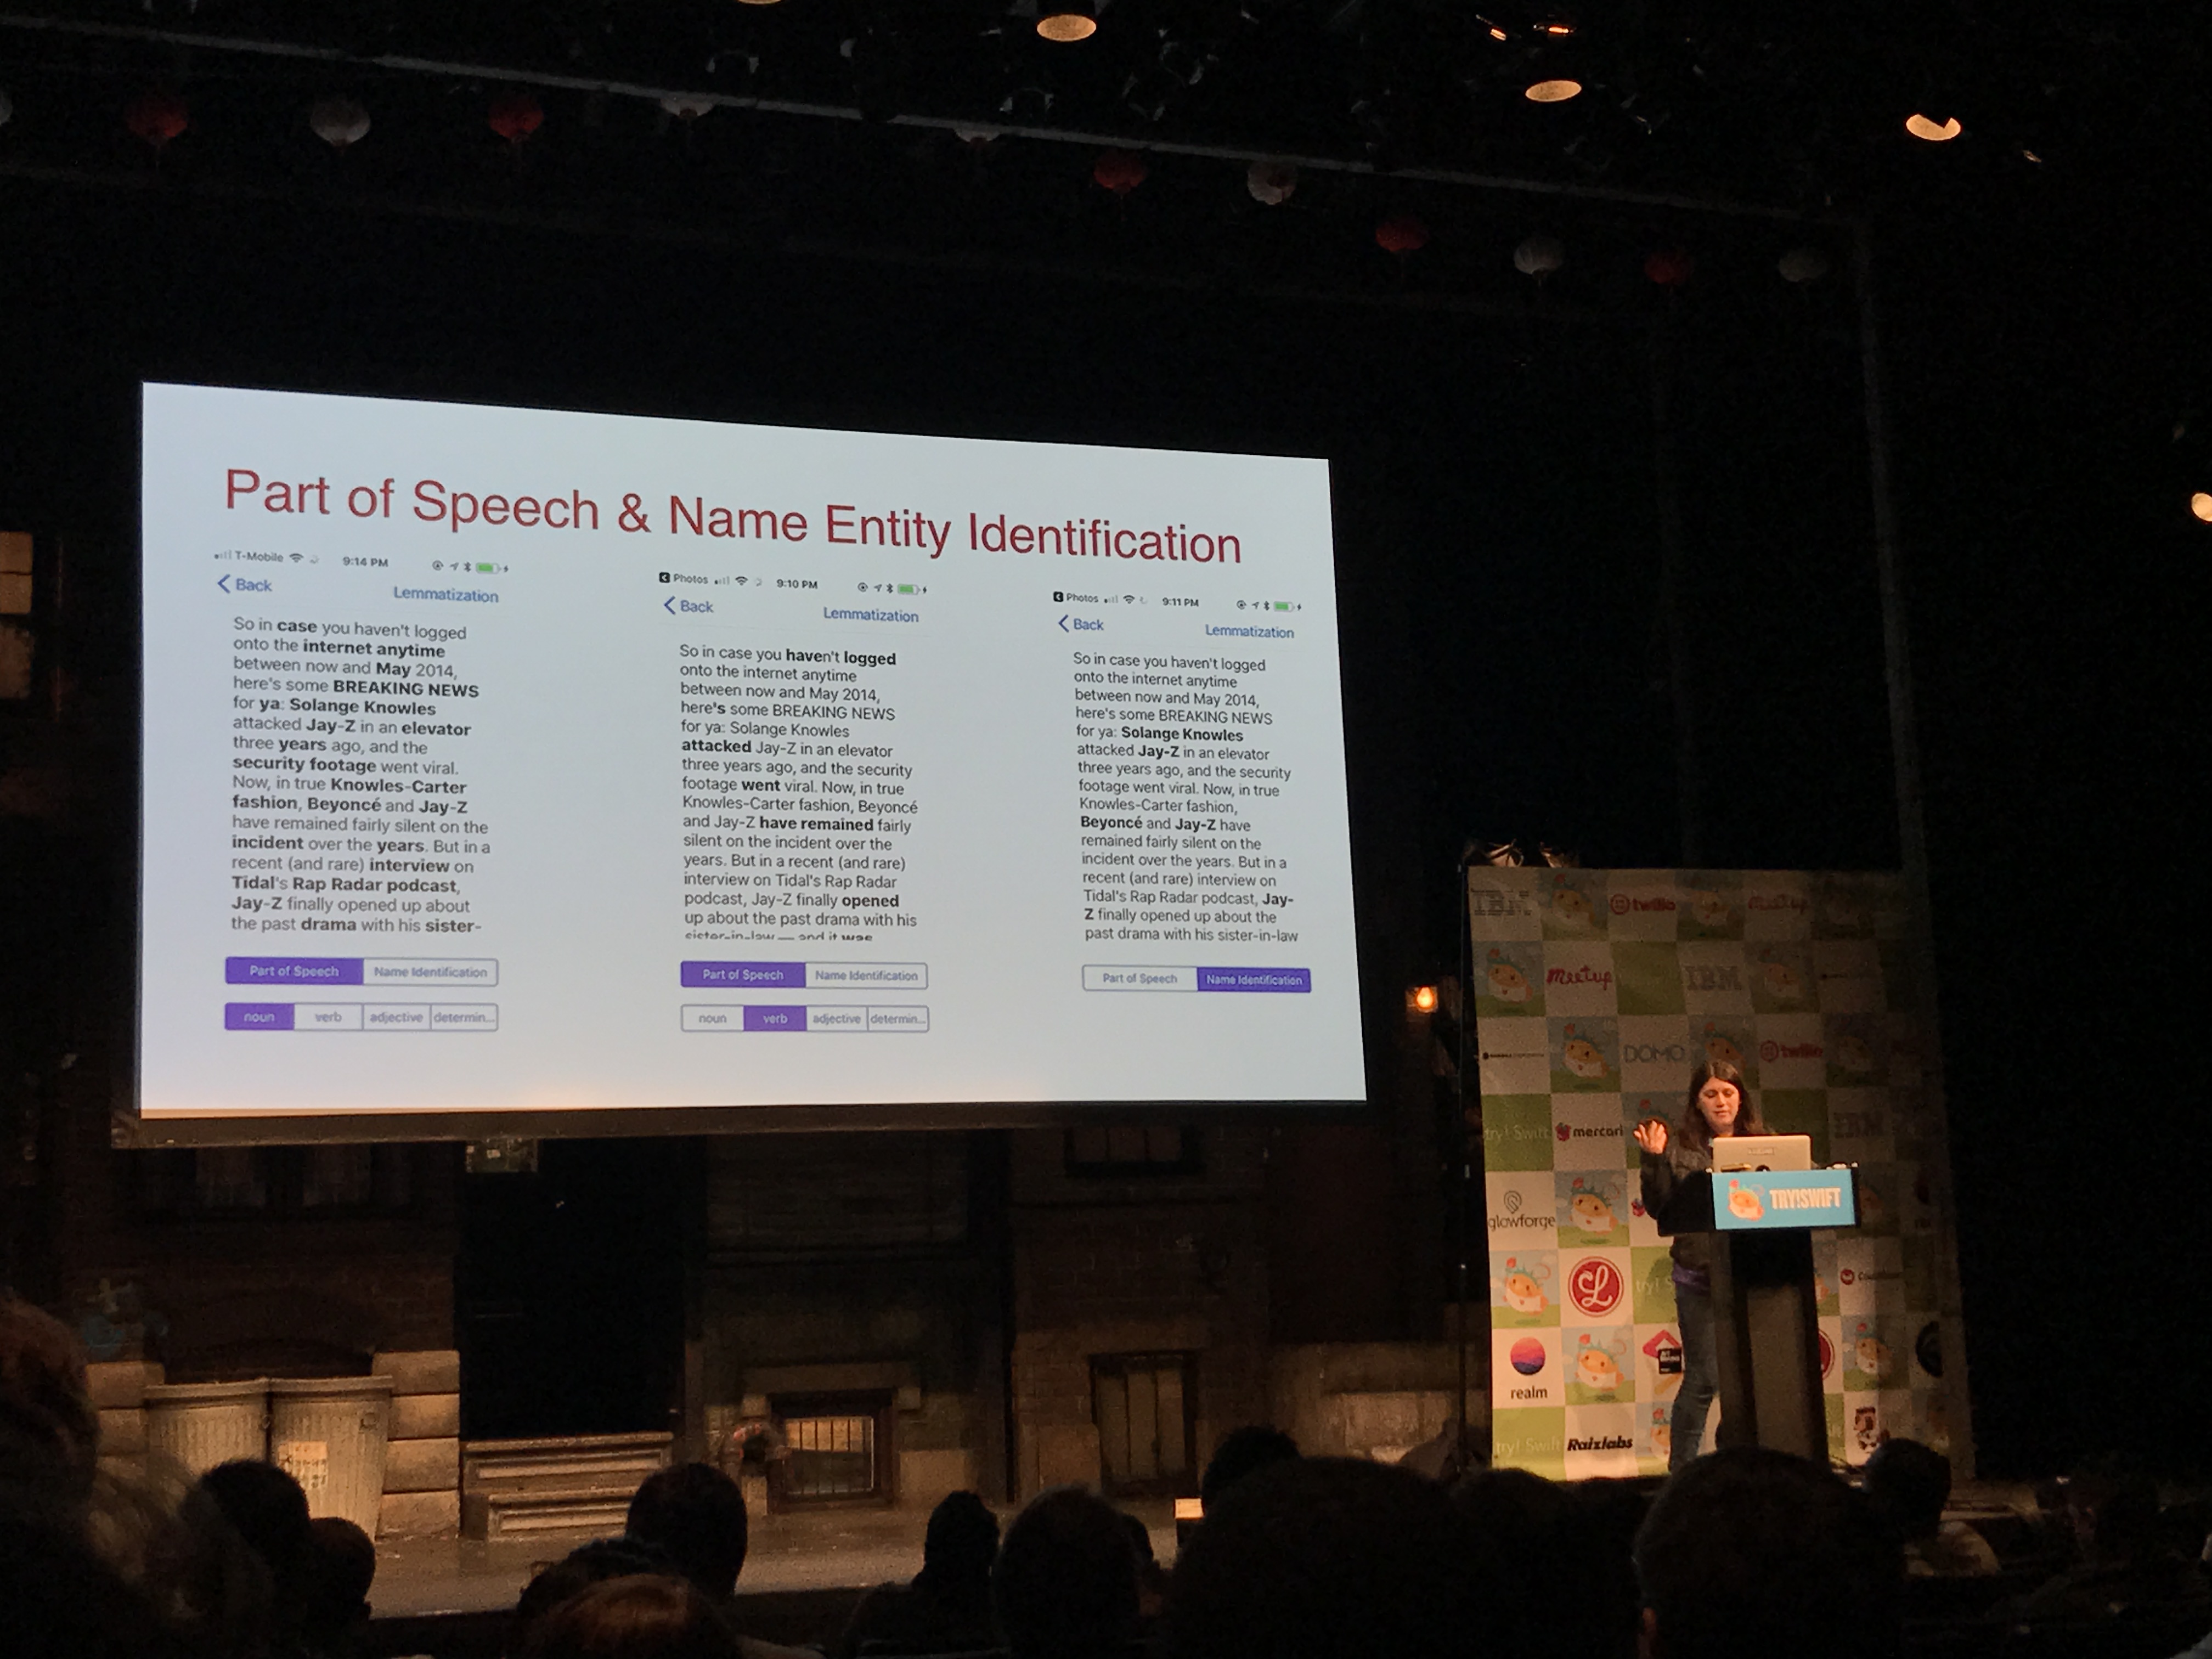 Part of Speech & Name Entity Identification
T-Mobile 9:14 PM
Back
Lemmatization
So in case you haven't logged
onto the internet anytime
between now and May 2014,
here's some BREAKING NEWS
for ya: Solange Knowles
attacked Jay-Z in an elevator
three years ago, and the
security footage went viral.
Now, in true Knowles-Carter
fashion, Beyoncé and Jay-Z
have remained fairly silent on the
incident over the years. But in a
recent (and rare) interview on
Tidal's Rap Radar podcast,
Jay-Z finally opened up about
the past drama with his sister-
Part of Speech Name Identification
noun verb adjective determin...
Photos 9:10 PM
Back
Lemmatization
So in case you haven't logged
onto the internet anytime
between now and May 2014,
here's some BREAKING NEWS
for ya: Solange Knowles
attacked Jay-Z in an elevator
three years ago, and the security
footage went viral. Now, in true
Knowles-Carter fashion, Beyoncé
and Jay-Z have remained fairly
silent on the incident over the
years. But in a recent (and rare)
interview on Tidal's Rap Radar
podcast, Jay-Z finally opened
up about the past drama with his
sister-in-law — and it was
Part of Speech Name Identification
noun verb adjective determin...
Photos 9:11 PM
Back
Lemmatization
So in case you haven't logged
onto the internet anytime
between now and May 2014,
here's some BREAKING NEWS
for ya: Solange Knowles
attacked Jay-Z in an elevator
three years ago, and the security
footage went viral. Now, in true
Knowles-Carter fashion,
Beyoncé and Jay-Z have
remained fairly silent on the
incident over the years. But in a
recent (and rare) interview on
Tidal's Rap Radar podcast, Jay-
Z finally opened up about the
past drama with his sister-in-law
Part of Speech Name Identification
IBM twilio Meetup
Meetup IBM
DOMO twilio
try! Swift mercari IBM
TRY!SWIFT
glowforge
L try! S
realm
try! Swift Raizlabs